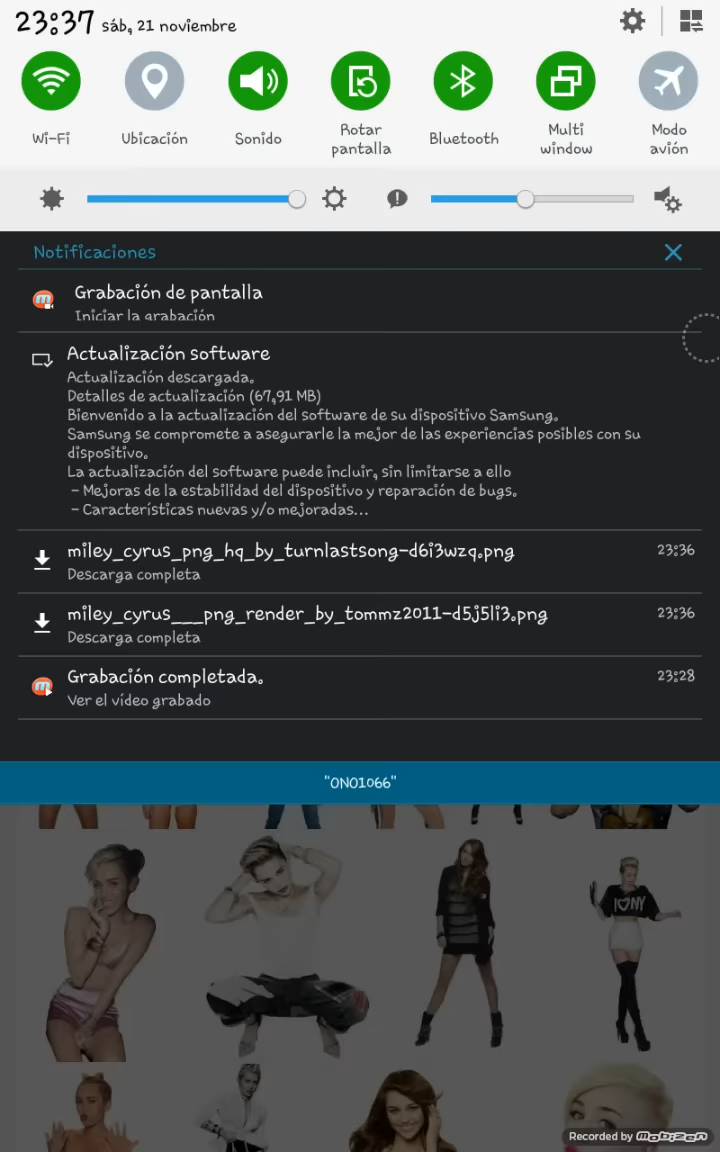 23:37 sáb, 21 noviembre
Wi-Fi
Ubicación
Sonido
Rotar
pantalla
Bluetooth
Multi
window
Modo
avión
Notificaciones
Grabación de pantalla
Iniciar la grabación
Actualización software
Actualización descargada.
Detalles de actualización (67,91 MB)
Bienvenido a la actualización del software de su dispositivo Samsung.
Samsung se compromete a asegurarle la mejor de las experiencias posibles con su
dispositivo.
La actualización del software puede incluir, sin limitarse a ello
- Mejoras de la estabilidad del dispositivo y reparación de bugs.
- Características nuevas y/o mejoradas...
miley_cyrus_png_hq_by_turnlastsong-d6i3wzq.png 23:36
Descarga completa
miley_cyrus___png_render_by_tommz2011-d5j5li3.png 23:36
Descarga completa
Grabación completada. 23:28
Ver el vídeo grabado
"ONO1066"
I ♥ NY
Recorded by mobizen